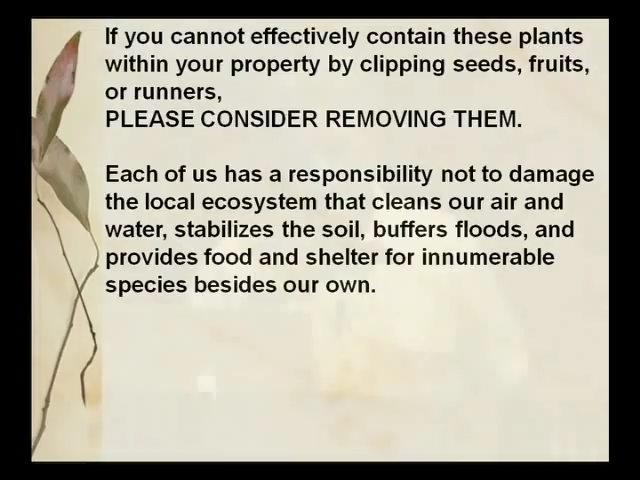 If you cannot effectively contain these plants
within your property by clipping seeds, fruits,
or runners,
PLEASE CONSIDER REMOVING THEM.
Each of us has a responsibility not to damage
the local ecosystem that cleans our air and
water, stabilizes the soil, buffers floods, and
provides food and shelter for innumerable
species besides our own.